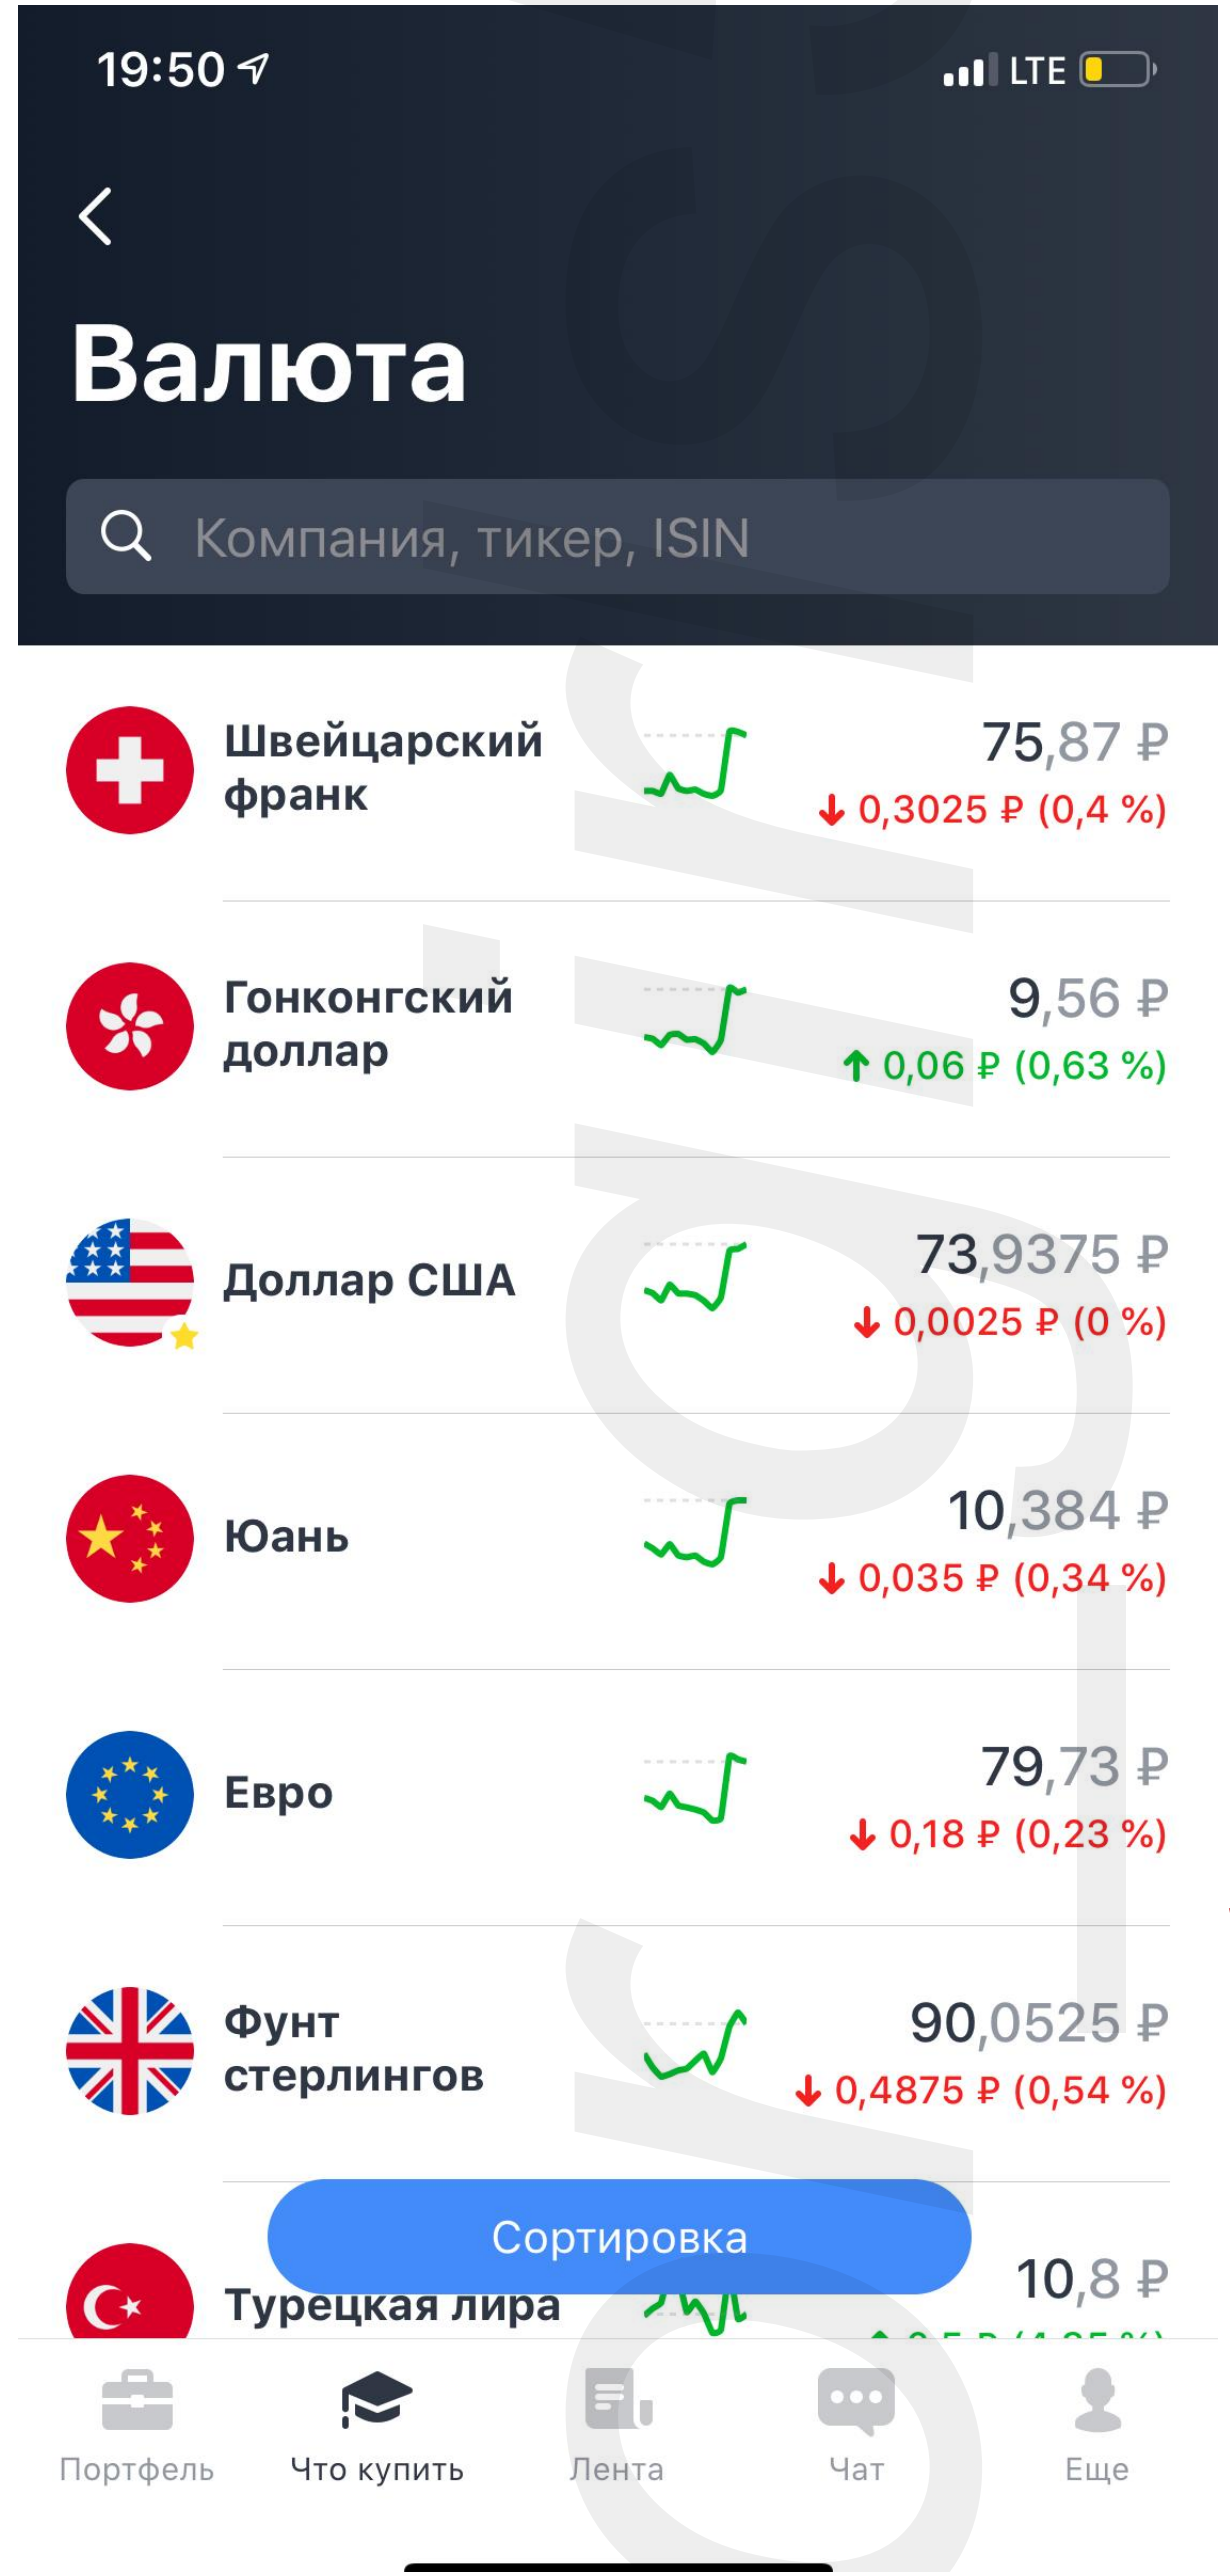 19:50
LTE
Валюта
Компания, тикер, ISIN
Швейцарский
франк
75,87 ₽
↓ 0,3025 ₽ (0,4 %)
Гонконгский
доллар
9,56 ₽
↑ 0,06 ₽ (0,63 %)
Доллар США
73,9375 ₽
↓ 0,0025 ₽ (0 %)
Юань
10,384 ₽
↓ 0,035 ₽ (0,34 %)
Евро
79,73 ₽
↓ 0,18 ₽ (0,23 %)
Фунт
стерлингов
90,0525 ₽
↓ 0,4875 ₽ (0,54 %)
Сортировка
Турецкая лира
10,8 ₽
Портфель
Что купить
Лента
Чат
Еще